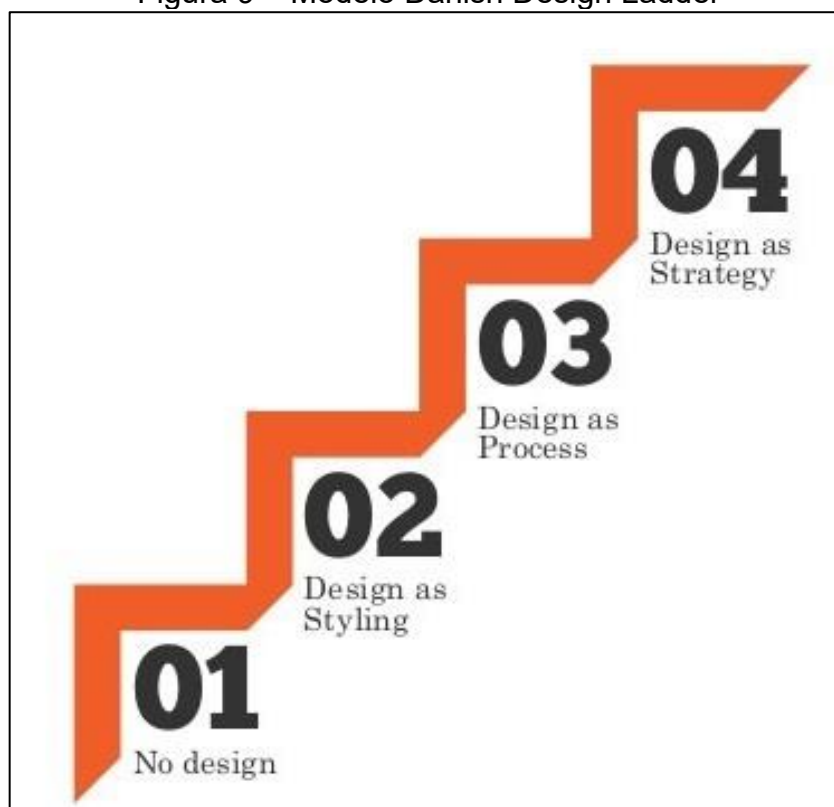 Figura – Modelo Danish Design Ladder
04
Design as
Strategy
03
Design as
Process
02
Design as
Styling
01
No design